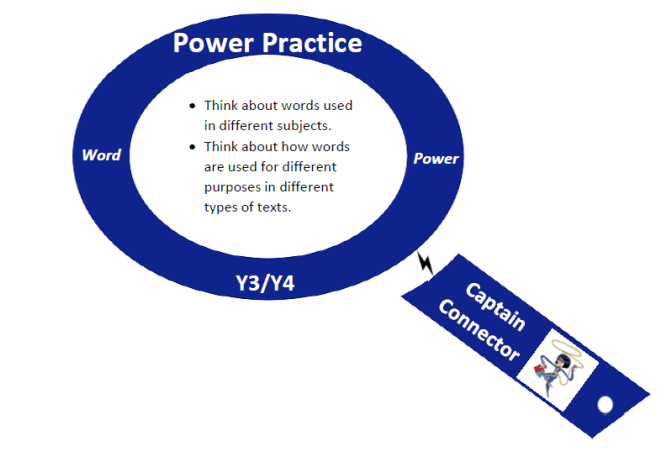 Power Practice
• Think about words used
in different subjects.
• Think about how words
are used for different
purposes in different
types of texts.
Word
Power
Y3/Y4
Captain
Connector